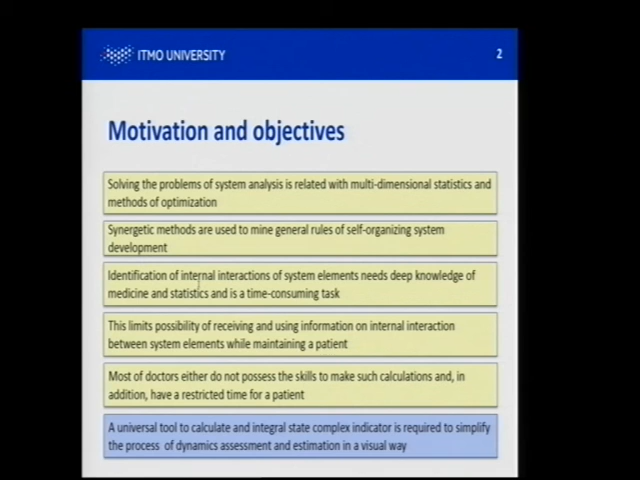 ITMO UNIVERSITY
2
Motivation and objectives
Solving the problems of system analysis is related with multi-dimensional statistics and
methods of optimization
Synergetic methods are used to mine general rules of self-organizing system
development
Identification of internal interactions of system elements needs deep knowledge of
medicine and statistics and is a time-consuming task
This limits possibility of receiving and using information on internal interaction
between system elements while maintaining a patient
Most of doctors either do not possess the skills to make such calculations and, in
addition, have a restricted time for a patient
A universal tool to calculate and integral state complex indicator is required to simplify
the process of dynamics assessment and estimation in a visual way